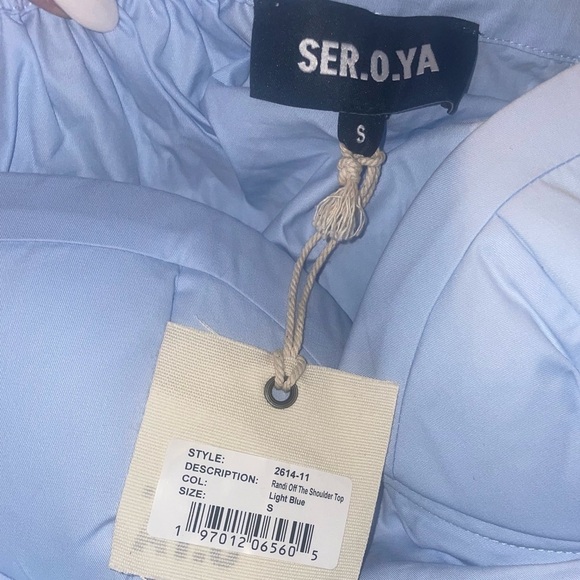 SER.O.YA
S
STYLE: 2614-11
DESCRIPTION: Randi Off The Shoulder Top
COL: Light Blue
SIZE: S
1 97012 06560 5